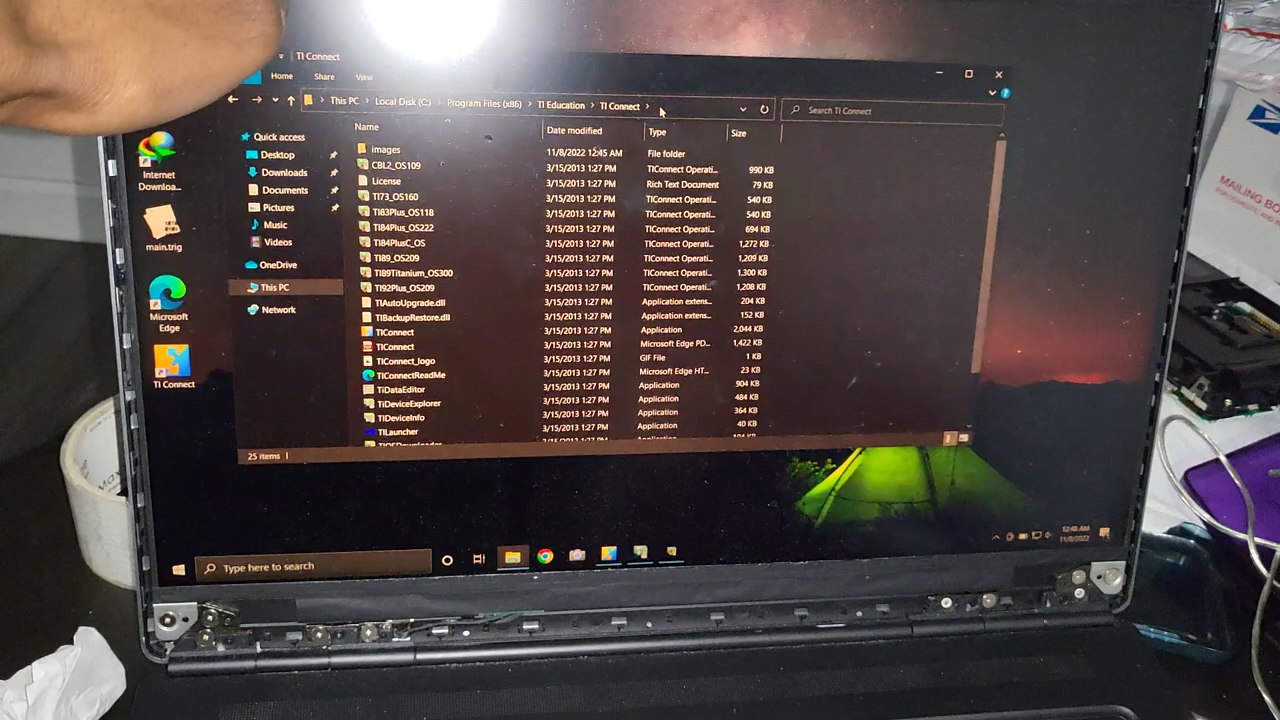 TI Connect
Home Share View
This PC Local Disk (C:) Program Files (x86) TI Education TI Connect
Search TI Connect
Name Date modified Type Size
images 11/8/2022 12:45 AM File folder
CBL2_OS109 3/15/2013 1:27 PM TIConnect Operati... 990 KB
License 3/15/2013 1:27 PM Rich Text Document 79 KB
TI73_OS160 3/15/2013 1:27 PM TIConnect Operati... 540 KB
TI83Plus_OS118 3/15/2013 1:27 PM TIConnect Operati... 540 KB
TI84Plus_OS222 3/15/2013 1:27 PM TIConnect Operati... 694 KB
TI84PlusC_OS 3/15/2013 1:27 PM TIConnect Operati... 1,272 KB
TI89_OS209 3/15/2013 1:27 PM TIConnect Operati... 1,209 KB
TI89Titanium_OS300 3/15/2013 1:27 PM TIConnect Operati... 1,300 KB
TI92Plus_OS209 3/15/2013 1:27 PM TIConnect Operati... 1,208 KB
TIAutoUpgrade.dll 3/15/2013 1:27 PM Application extens... 204 KB
TIBackupRestore.dll 3/15/2013 1:27 PM Application extens... 152 KB
TIConnect 3/15/2013 1:27 PM Application 2,044 KB
TIConnect 3/15/2013 1:27 PM Microsoft Edge PD... 1,422 KB
TIConnect_logo 3/15/2013 1:27 PM GIF File 1 KB
TIConnectReadMe 3/15/2013 1:27 PM Microsoft Edge HT... 23 KB
TiDataEditor 3/15/2013 1:27 PM Application 904 KB
TiDeviceExplorer 3/15/2013 1:27 PM Application 484 KB
TIDeviceInfo 3/15/2013 1:27 PM Application 364 KB
TILauncher 3/15/2013 1:27 PM Application 40 KB
Quick access
Desktop
Downloads
Documents
Pictures
Music
Videos
OneDrive
This PC
Network
25 items
Internet
Downloa...
main.trig
Microsoft
Edge
TI Connect
Type here to search
12:48 AM
11/8/2022
MAILING BO